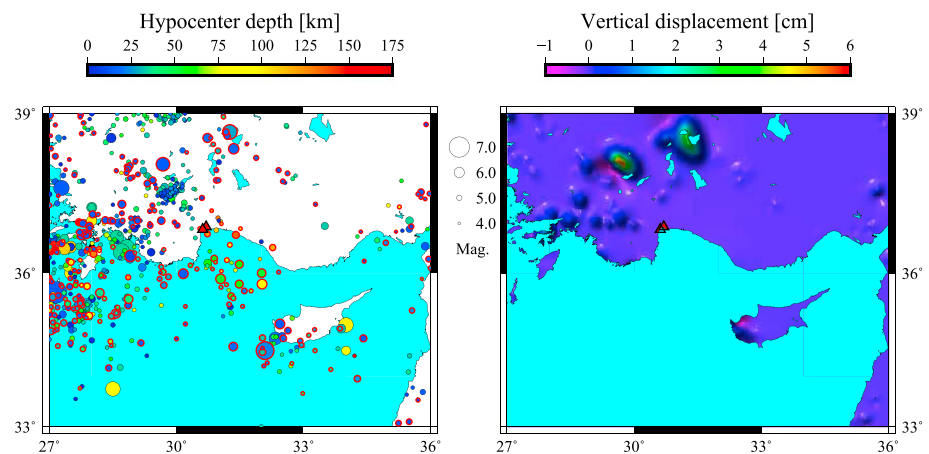 Hypocenter depth [km]
0 25 50 75 100 125 150 175
Vertical displacement [cm]
−1 0 1 2 3 4 5 6
39°
36°
33°
27° 30° 33° 36°
7.0
6.0
5.0
4.0
Mag.
39°
36°
33°
27° 30° 33° 36°